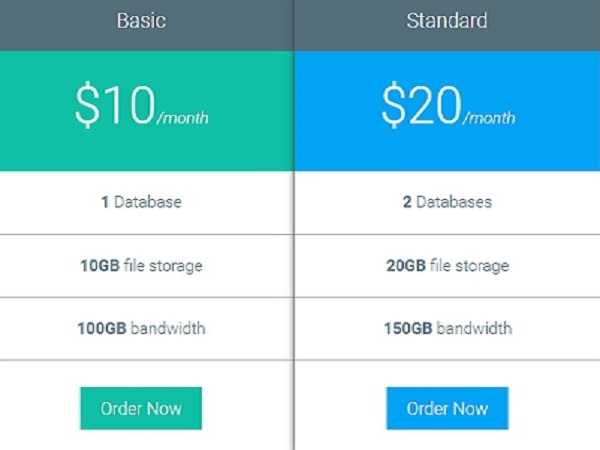 Basic
$10/month
1 Database
10GB file storage
100GB bandwidth
Order Now
Standard
$20/month
2 Databases
20GB file storage
150GB bandwidth
Order Now